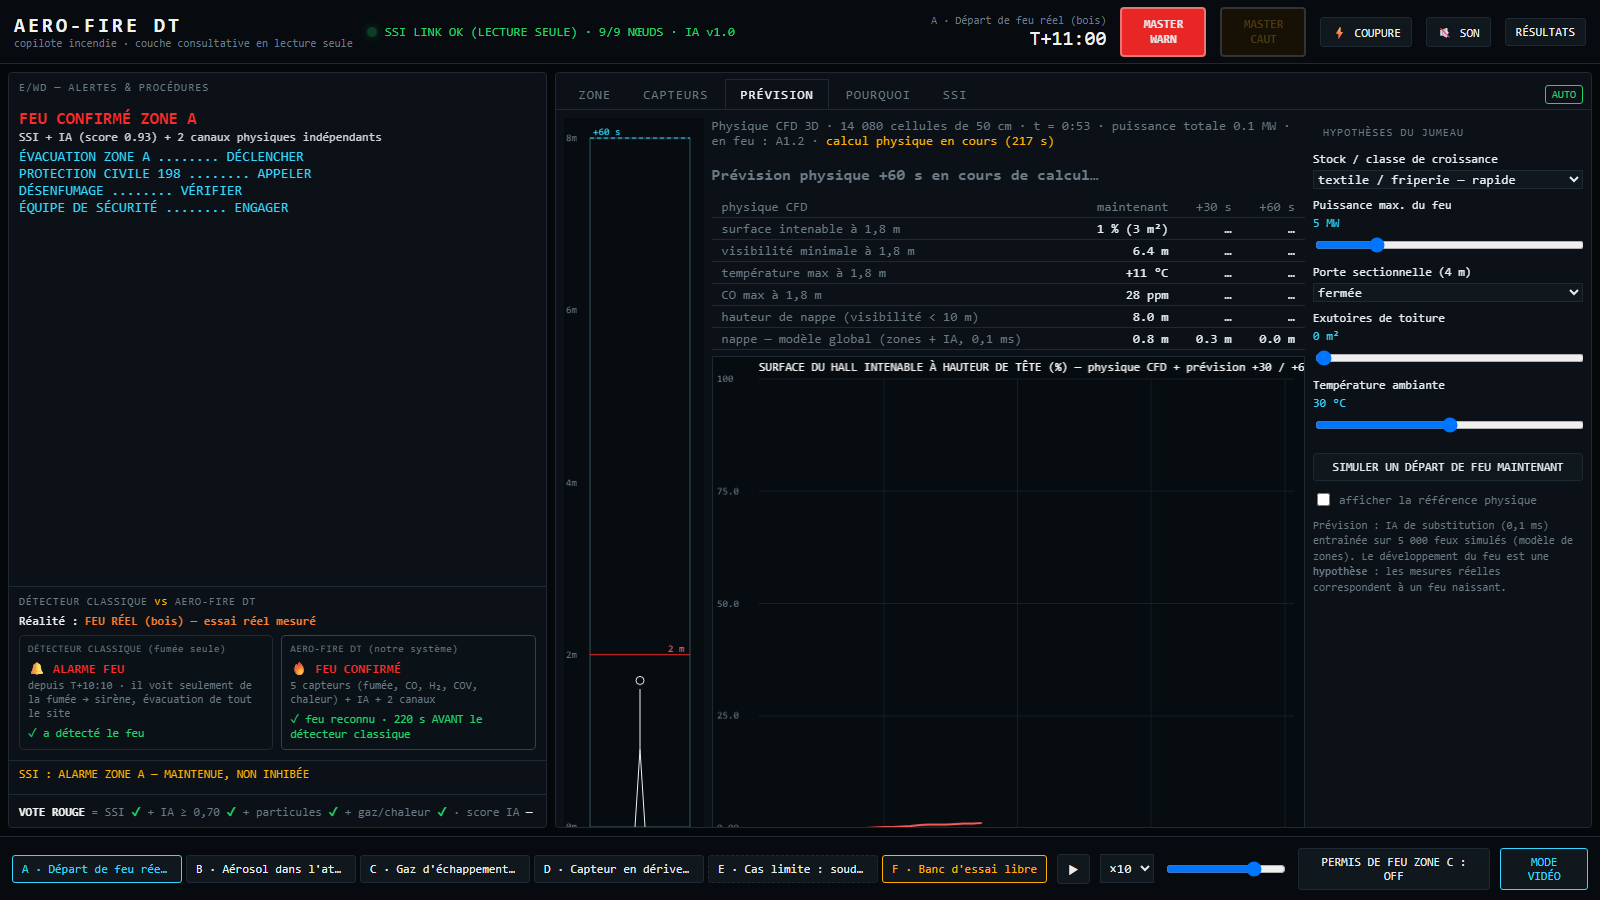 AERO-FIRE DT
copilote incendie · couche consultative en lecture seule
SSI LINK OK (LECTURE SEULE) · 9/9 NŒUDS · IA v1.0
A · Départ de feu réel (bois)
T+11:00
MASTER
WARN
MASTER
CAUT
COUPURE
SON
RÉSULTATS
E/WD — ALERTES & PROCÉDURES
FEU CONFIRMÉ ZONE A
SSI + IA (score 0.93) + 2 canaux physiques indépendants
ÉVACUATION ZONE A ........ DÉCLENCHER
PROTECTION CIVILE 198 ........ APPELER
DÉSENFUMAGE ........ VÉRIFIER
ÉQUIPE DE SÉCURITÉ ........ ENGAGER
DÉTECTEUR CLASSIQUE vs AERO-FIRE DT
Réalité : FEU RÉEL (bois) — essai réel mesuré
DÉTECTEUR CLASSIQUE (fumée seule)
ALARME FEU
depuis T+10:10 · il voit seulement de
la fumée → sirène, évacuation de tout
le site
✓ a détecté le feu
AERO-FIRE DT (notre système)
FEU CONFIRMÉ
5 capteurs (fumée, CO, H₂, COV,
chaleur) + IA + 2 canaux
✓ feu reconnu · 220 s AVANT le
détecteur classique
SSI : ALARME ZONE A — MAINTENUE, NON INHIBÉE
VOTE ROUGE = SSI ✓ + IA ≥ 0,70 ✓ + particules ✓ + gaz/chaleur ✓ · score IA —
ZONE
CAPTEURS
PRÉVISION
POURQUOI
SSI
AUTO
+60 s
8m
6m
4m
2m
2 m
0m
Physique CFD 3D · 14 080 cellules de 50 cm · t = 0:53 · puissance totale 0.1 MW ·
en feu : A1.2 · calcul physique en cours (217 s)
Prévision physique +60 s en cours de calcul…
physique CFD maintenant +30 s +60 s
surface intenable à 1,8 m 1 % (3 m²) … …
visibilité minimale à 1,8 m 6.4 m … …
température max à 1,8 m +11 °C … …
CO max à 1,8 m 28 ppm … …
hauteur de nappe (visibilité < 10 m) 8.0 m … …
nappe — modèle global (zones + IA, 0,1 ms) 0.8 m 0.3 m 0.0 m
SURFACE DU HALL INTENABLE À HAUTEUR DE TÊTE (%) — physique CFD + prévision +30 / +6
100
75.0
50.0
25.0
0.00
HYPOTHÈSES DU JUMEAU
Stock / classe de croissance
textile / friperie — rapide
Puissance max. du feu
5 MW
Porte sectionnelle (4 m)
fermée
Exutoires de toiture
0 m²
Température ambiante
30 °C
SIMULER UN DÉPART DE FEU MAINTENANT
afficher la référence physique
Prévision : IA de substitution (0,1 ms)
entraînée sur 5 000 feux simulés (modèle de
zones). Le développement du feu est une
hypothèse : les mesures réelles
correspondent à un feu naissant.
A · Départ de feu rée…
B · Aérosol dans l'at…
C · Gaz d'échappement…
D · Capteur en dérive…
E · Cas limite : soud…
F · Banc d'essai libre
x10
PERMIS DE FEU ZONE C :
OFF
MODE
VIDÉO